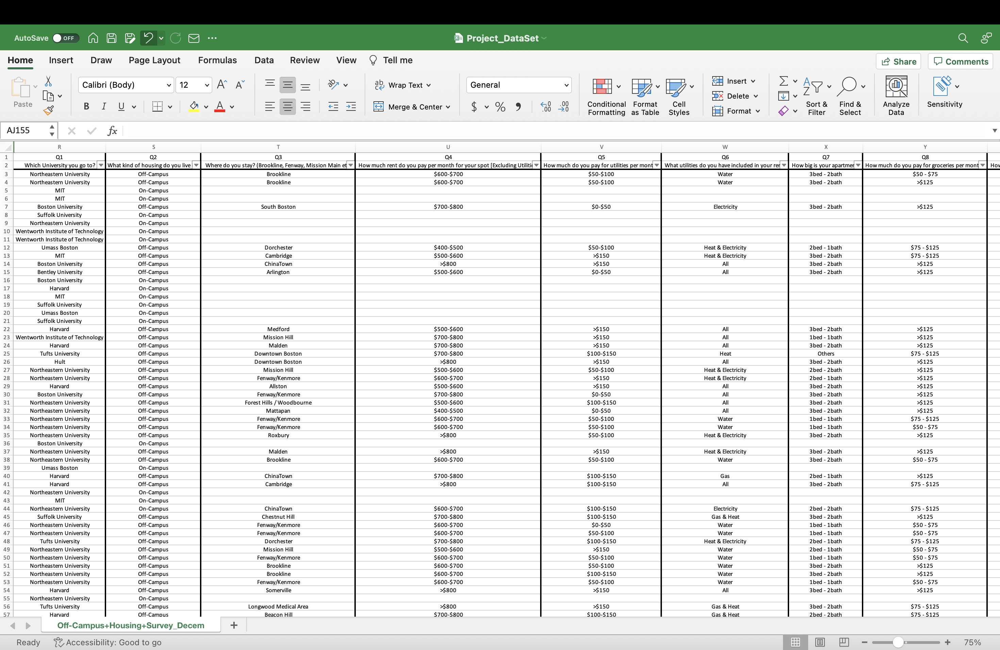 AutoSave OFF Project_DataSet
Home Insert Draw Page Layout Formulas Data Review View Tell me Share Comments
Paste Calibri (Body) 12 Wrap Text General Insert
B I U Merge & Center $ % Conditional Formatting Format as Table Cell Styles Delete Format Sort & Filter Find & Select Analyze Data Sensitivity
AJ155 fx
R S T U V W X Y
1 Q1 Q2 Q3 Q4 Q5 Q6 Q7 Q8
2 Which University you go to? What kind of housing do you live Where do you stay? (Brookline, Fenway, Mission Main et How much rent do you pay per month for your spot [Excluding Utilitie How much do you pay for utilities per mont What utilities do you have included in your rer How big is your apartmer How much do you pay for groceries per mont How
3 Northeastern University Off-Campus Brookline $600-$700 $50-$100 Water 3bed - 2bath $50 - $75
4 Northeastern University Off-Campus Brookline $600-$700 $50-$100 Water 3bed - 2bath >$125
5 MIT On-Campus
6 MIT On-Campus
7 Boston University Off-Campus South Boston $700-$800 $0-$50 Electricity 3bed - 2bath >$125
8 Suffolk University On-Campus
9 Northeastern University On-Campus
10 Wentworth Institute of Technology On-Campus
11 Wentworth Institute of Technology On-Campus
12 Umass Boston Off-Campus Dorchester $400-$500 $50-$100 Heat & Electricity 2bed - 1bath $75 - $125
13 MIT Off-Campus Cambridge $500-$600 >$150 Heat & Electricity 3bed - 2bath $75 - $125
14 Boston University Off-Campus ChinaTown >$800 >$150 All 3bed - 2bath >$125
15 Bentley University Off-Campus Arlington $500-$600 $0-$50 All 3bed - 2bath >$125
16 Boston University On-Campus
17 Harvard On-Campus
18 MIT On-Campus
19 Suffolk University On-Campus
20 Umass Boston On-Campus
21 Suffolk University On-Campus
22 Harvard Off-Campus Medford $500-$600 >$150 All 3bed - 2bath >$125
23 Wentworth Institute of Technology Off-Campus Mission Hill $700-$800 >$150 All 1bed - 1bath >$125
24 Harvard Off-Campus Malden $700-$800 >$150 All 3bed - 2bath >$125
25 Tufts University Off-Campus Downtown Boston $700-$800 $100-$150 Heat Others $75 - $125
26 Hult Off-Campus Downtown Boston >$800 >$150 All 3bed - 2bath >$125
27 Northeastern University Off-Campus Mission Hill $500-$600 $50-$100 Heat & Electricity 2bed - 2bath >$125
28 Northeastern University Off-Campus Fenway/Kenmore $600-$700 >$150 Heat & Electricity 2bed - 1bath >$125
29 Harvard Off-Campus Allston $500-$600 >$150 All 3bed - 2bath >$125
30 Boston University Off-Campus Fenway/Kenmore $700-$800 $0-$50 All 3bed - 2bath >$125
31 Northeastern University Off-Campus Forest Hills / Woodbourne $500-$600 $100-$150 All 3bed - 2bath >$125
32 Northeastern University Off-Campus Mattapan $400-$500 $0-$50 All 3bed - 2bath >$125
33 Northeastern University Off-Campus Fenway/Kenmore $600-$700 $50-$100 Water 1bed - 1bath $75 - $125
34 Northeastern University Off-Campus Fenway/Kenmore $600-$700 $50-$100 Water 1bed - 1bath $50 - $75
35 Northeastern University Off-Campus Roxbury >$800 $50-$100 Heat & Electricity 3bed - 2bath >$125
36 Boston University On-Campus
37 Northeastern University Off-Campus Malden >$800 >$150 Heat & Electricity 3bed - 2bath >$125
38 Northeastern University Off-Campus Brookline $600-$700 $50-$100 Water 3bed - 2bath $50 - $75
39 Umass Boston On-Campus
40 Harvard Off-Campus ChinaTown $700-$800 $100-$150 Gas 2bed - 1bath >$125
41 Harvard Off-Campus Cambridge >$800 $100-$150 All 3bed - 2bath $75 - $125
42 Northeastern University On-Campus
43 MIT On-Campus
44 Northeastern University On-Campus ChinaTown $600-$700 $100-$150 Electricity 2bed - 2bath $75 - $125
45 Suffolk University Off-Campus Chestnut Hill $700-$800 $100-$150 Gas & Heat 3bed - 2bath >$125
46 Northeastern University Off-Campus Fenway/Kenmore $600-$700 $0-$50 Water 1bed - 1bath $50 - $75
47 Northeastern University Off-Campus Fenway/Kenmore $600-$700 $50-$100 Water 1bed - 1bath $50 - $75
48 Tufts University Off-Campus Dorchester $700-$800 $100-$150 Heat & Electricity 2bed - 1bath $75 - $125
49 Northeastern University Off-Campus Mission Hill $500-$600 >$150 Water 2bed - 1bath $50 - $75
50 Northeastern University Off-Campus Fenway/Kenmore $600-$700 $50-$100 Water 1bed - 1bath $50 - $75
51 Northeastern University Off-Campus Brookline $600-$700 $50-$100 Water 3bed - 2bath >$125
52 Northeastern University Off-Campus Brookline $600-$700 $100-$150 Water 3bed - 2bath >$125
53 Northeastern University Off-Campus Fenway/Kenmore $600-$700 $50-$100 Water 1bed - 1bath $50 - $75
54 Harvard Off-Campus Somerville >$800 >$150 All 3bed - 2bath >$125
55 Northeastern University On-Campus
56 Tufts University Off-Campus Longwood Medical Area >$800 >$150 Gas & Heat 3bed - 2bath $75 - $125
57 Harvard Off-Campus Beacon Hill $700-$800 $100-$150 Gas & Heat 2bed - 2bath $75 - $125
Off-Campus+Housing+Survey_Decem
Ready Accessibility: Good to go 75%